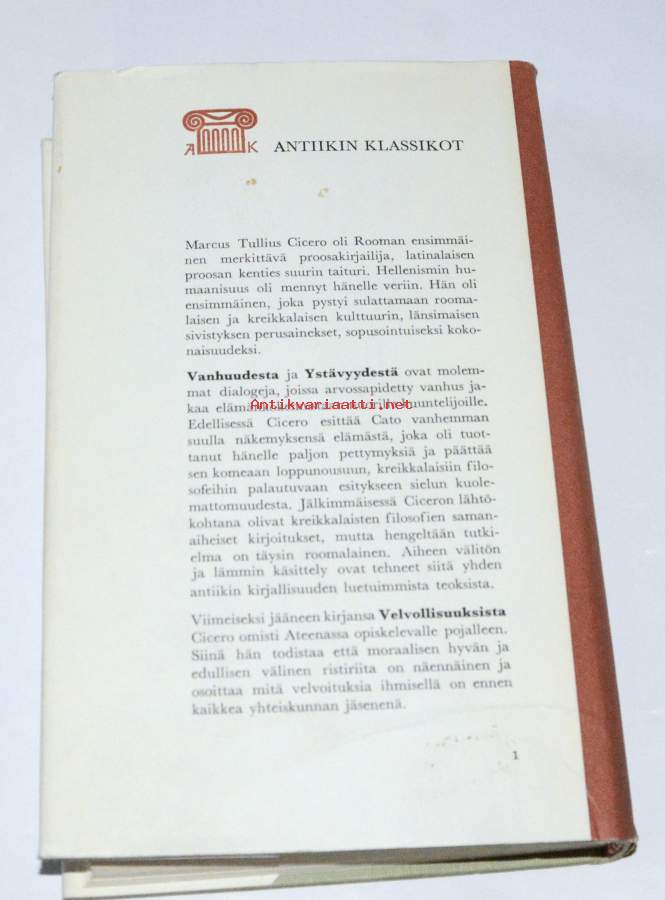 A K ANTIIKIN KLASSIKOT
Marcus Tullius Cicero oli Rooman ensimmäi-
nen merkittävä proosakirjailija, latinalaisen
proosan kenties suurin taituri. Hellenismin hu-
maanisuus oli mennyt hänelle veriin. Hän oli
ensimmäinen, joka pystyi sulattamaan rooma-
laisen ja kreikkalaisen kulttuurin, länsimaisen
sivistyksen perusainekset, sopusointuiseksi koko-
naisuudeksi.
Vanhuudesta ja Ystävyydestä ovat molem-
mat dialogeja, joissa arvossapidetty vanhus ja-
Antikvariaatti.net
kaa kuuntelijoille.
Edellisessä Cicero esittää Cato vanhemman
suulla näkemyksensä elämästä, joka oli tuot-
tanut hänelle paljon pettymyksiä ja päättää
sen komeaan loppunousuun, kreikkalaisiin filo-
sofeihin palautuvaan esitykseen sielun kuole-
mattomuudesta. Jälkimmäisessä Ciceron lähtö-
kohtana olivat kreikkalaisten filosofien saman-
aiheiset kirjoitukset, mutta hengeltään tutki-
elma on täysin roomalainen. Aiheen välitön
ja lämmin käsittely ovat tehneet siitä yhden
antiikin kirjallisuuden luetuimmista teoksista.
Viimeiseksi jääneen kirjansa Velvollisuuksista
Cicero omisti Ateenassa opiskelevalle pojalleen.
Siinä hän todistaa että moraalisen hyvän ja
edullisen välinen ristiriita on näennäinen ja
osoittaa mitä velvoituksia ihmisellä on ennen
kaikkea yhteiskunnan jäsenenä.
1